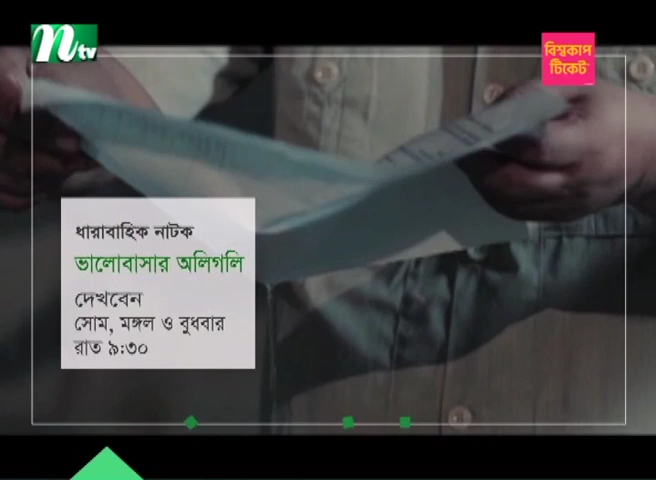 ntv
বিশ্বকাপ
টিকেট
ধারাবাহিক নাটক
ভালোবাসার অলিগলি
দেখবেন
সোম, মঙ্গল ও বুধবার
রাত ৯:৩০